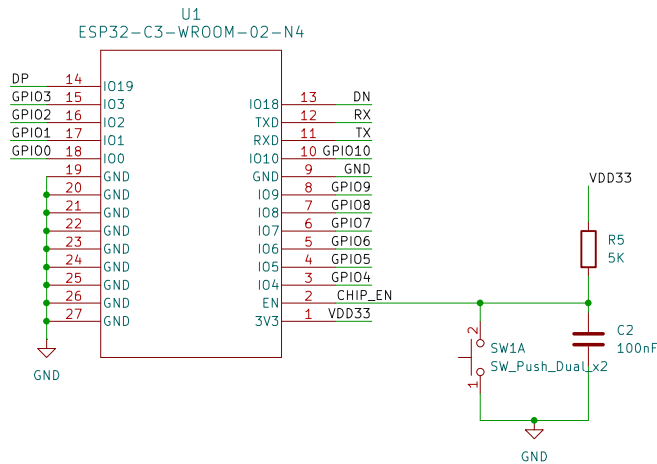 U1
ESP32-C3-WROOM-02-N4
DP 14 IO19
GPIO3 15 IO3
GPIO2 16 IO2
GPIO1 17 IO1
GPIO0 18 IO0
19 GND
20 GND
21 GND
22 GND
23 GND
24 GND
25 GND
26 GND
27 GND
GND
IO18 13 DN
TXD 12 RX
RXD 11 TX
IO10 10 GPIO10
GND 9 GND
IO9 8 GPIO9
IO8 7 GPIO8
IO7 6 GPIO7
IO6 5 GPIO6
IO5 4 GPIO5
IO4 3 GPIO4
EN 2 CHIP_EN
3V3 1 VDD33
VDD33
R5
5K
2
SW1A
SW_Push_Dual_x2
1
C2
100nF
GND